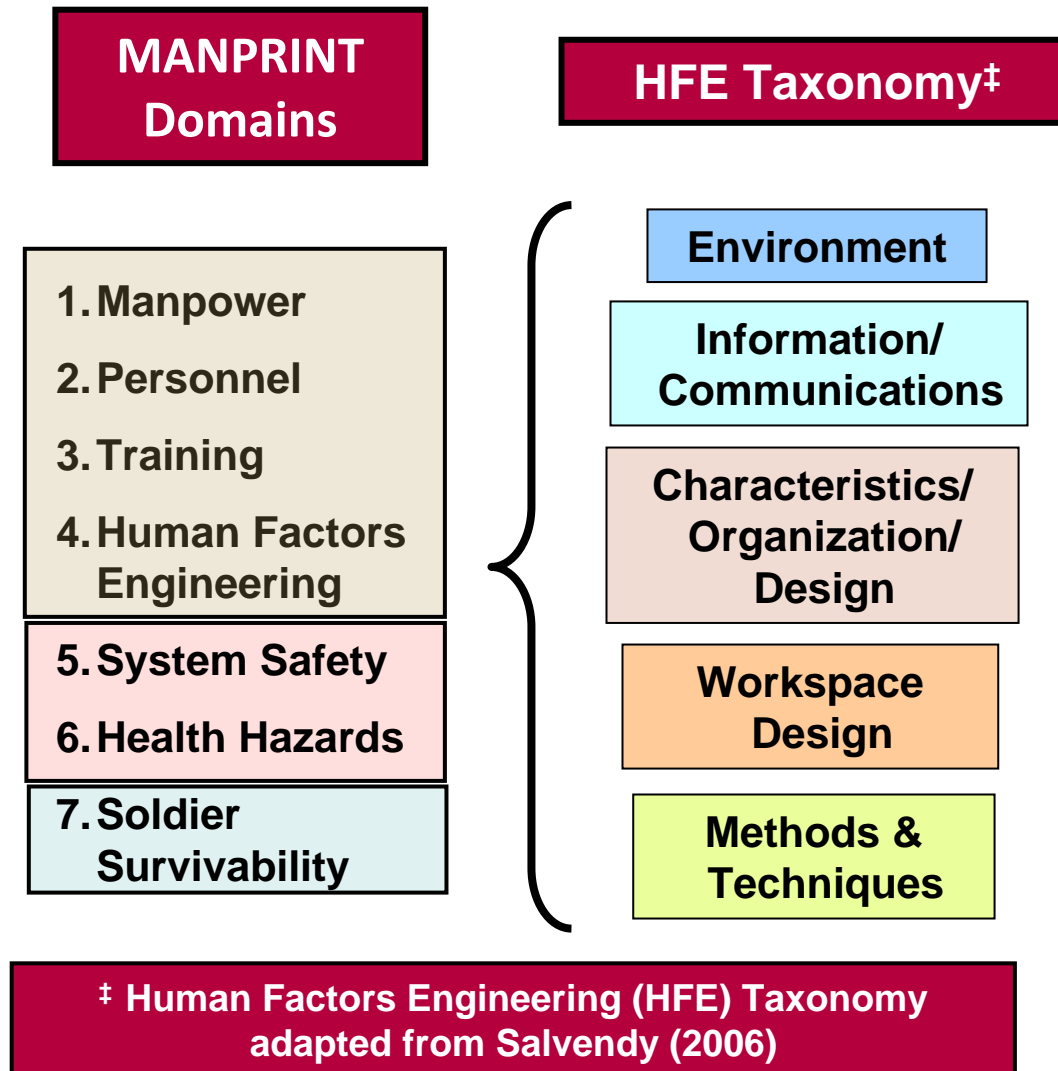 MANPRINT
Domains
HFE Taxonomy‡
1. Manpower
2. Personnel
3. Training
4. Human Factors
Engineering
5. System Safety
6. Health Hazards
7. Soldier
Survivability
Environment
Information/
Communications
Characteristics/
Organization/
Design
Workspace
Design
Methods &
Techniques
‡ Human Factors Engineering (HFE) Taxonomy
adapted from Salvendy (2006)